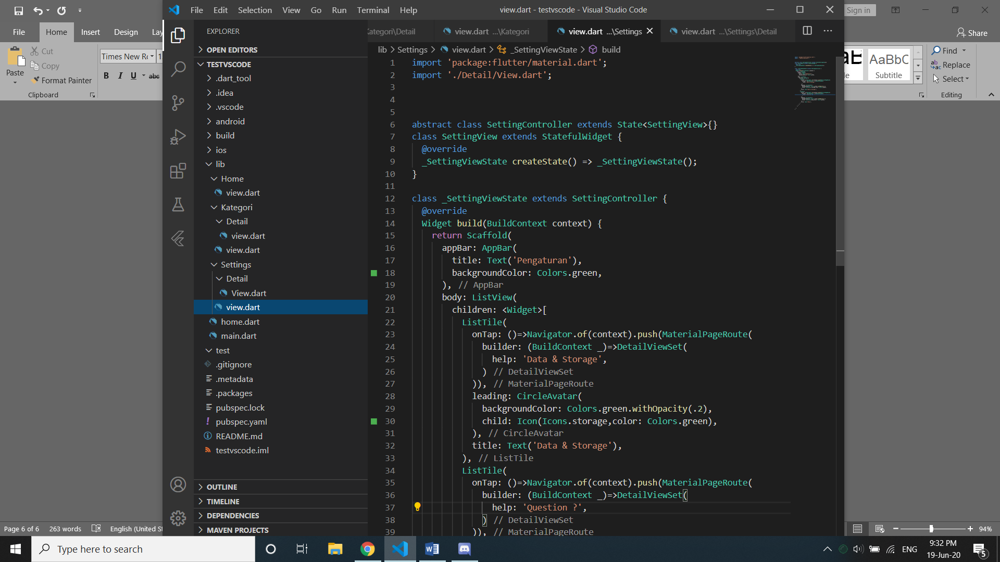 File Edit Selection View Go Run Terminal Help
view.dart - testvscode - Visual Studio Code
Sign in
File Home Insert Design Lay
Share
Paste
Cut
Copy
Format Painter
Clipboard
Times New Ro
B I U abc
AaBbC
Subtitle
Find
Replace
Select
Editing
EXPLORER
OPEN EDITORS
TESTVSCODE
.dart_tool
.idea
.vscode
android
build
ios
lib
Home
view.dart
Kategori
Detail
view.dart
view.dart
Settings
Detail
View.dart
view.dart
home.dart
main.dart
test
.gitignore
.metadata
.packages
pubspec.lock
pubspec.yaml
README.md
testvscode.iml
OUTLINE
TIMELINE
DEPENDENCIES
MAVEN PROJECTS
Kategori\Detail view.dart ...\Kategori view.dart ...\Settings view.dart ...\Settings\Detail
lib > Settings > view.dart > _SettingViewState > build
1 import 'package:flutter/material.dart';
2 import './Detail/View.dart';
3
4
5
6 abstract class SettingController extends State<SettingView>{}
7 class SettingView extends StatefulWidget {
8 @override
9 _SettingViewState createState() => _SettingViewState();
10 }
11
12 class _SettingViewState extends SettingController {
13 @override
14 Widget build(BuildContext context) {
15 return Scaffold(
16 appBar: AppBar(
17 title: Text('Pengaturan'),
18 backgroundColor: Colors.green,
19 ), // AppBar
20 body: ListView(
21 children: <Widget>[
22 ListTile(
23 onTap: ()=>Navigator.of(context).push(MaterialPageRoute(
24 builder: (BuildContext _)=>DetailViewSet(
25 help: 'Data & Storage',
26 ) // DetailViewSet
27 )), // MaterialPageRoute
28 leading: CircleAvatar(
29 backgroundColor: Colors.green.withOpacity(.2),
30 child: Icon(Icons.storage,color: Colors.green),
31 ), // CircleAvatar
32 title: Text('Data & Storage'),
33 ), // ListTile
34 ListTile(
35 onTap: ()=>Navigator.of(context).push(MaterialPageRoute(
36 builder: (BuildContext _)=>DetailViewSet(
37 help: 'Question ?',
38 ) // DetailViewSet
39 )), // MaterialPageRoute
Page 6 of 6 263 words English (United St
94%
Type here to search
ENG
9:32 PM
19-Jun-20
5